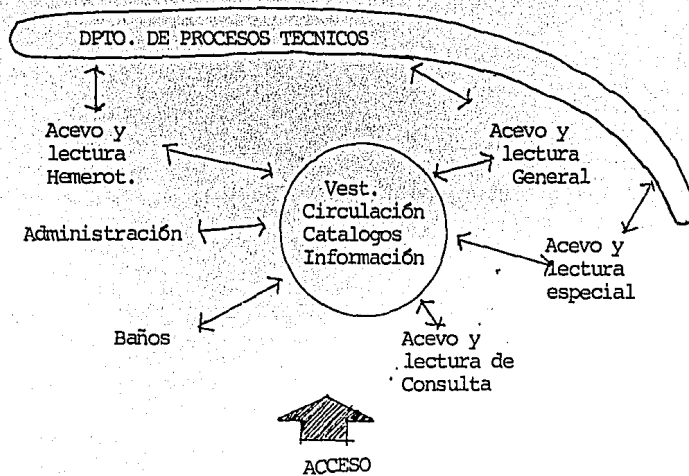 DPTO. DE PROCESOS TECNICOS
Acevo y
lectura
Hemerot.
Acevo y
lectura
General
Vest.
Circulación
Catalogos
Información
Administración
Acevo y
lectura
especial
Baños
Acevo y
lectura de
Consulta
ACCESO